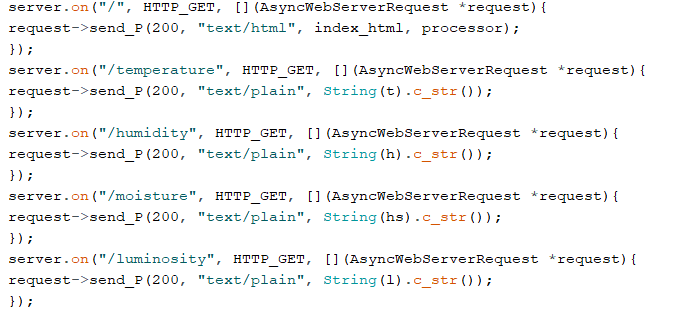 server.on("/", HTTP_GET, [](AsyncWebServerRequest *request){
request->send_P(200, "text/html", index_html, processor);
});
server.on("/temperature", HTTP_GET, [](AsyncWebServerRequest *request){
request->send_P(200, "text/plain", String(t).c_str());
});
server.on("/humidity", HTTP_GET, [](AsyncWebServerRequest *request){
request->send_P(200, "text/plain", String(h).c_str());
});
server.on("/moisture", HTTP_GET, [](AsyncWebServerRequest *request){
request->send_P(200, "text/plain", String(hs).c_str());
});
server.on("/luminosity", HTTP_GET, [](AsyncWebServerRequest *request){
request->send_P(200, "text/plain", String(l).c_str());
});